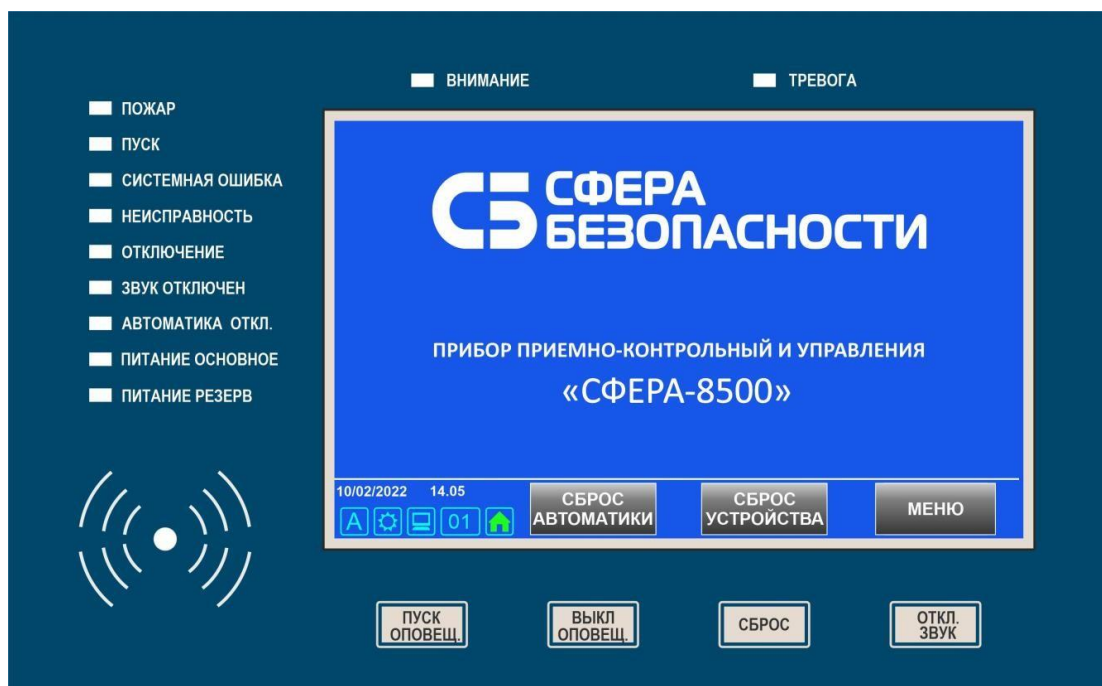 ВНИМАНИЕ
ТРЕВОГА
ПОЖАР
ПУСК
СИСТЕМНАЯ ОШИБКА
НЕИСПРАВНОСТЬ
ОТКЛЮЧЕНИЕ
ЗВУК ОТКЛЮЧЕН
АВТОМАТИКА ОТКЛ.
ПИТАНИЕ ОСНОВНОЕ
ПИТАНИЕ РЕЗЕРВ
СБ СФЕРА
БЕЗОПАСНОСТИ
ПРИБОР ПРИЕМНО-КОНТРОЛЬНЫЙ И УПРАВЛЕНИЯ
«СФЕРА-8500»
10/02/2022 14.05
A 01
СБРОС
АВТОМАТИКИ
СБРОС
УСТРОЙСТВА
МЕНЮ
ПУСК
ОПОВЕЩ.
ВЫКЛ
ОПОВЕЩ.
СБРОС
ОТКЛ.
ЗВУК